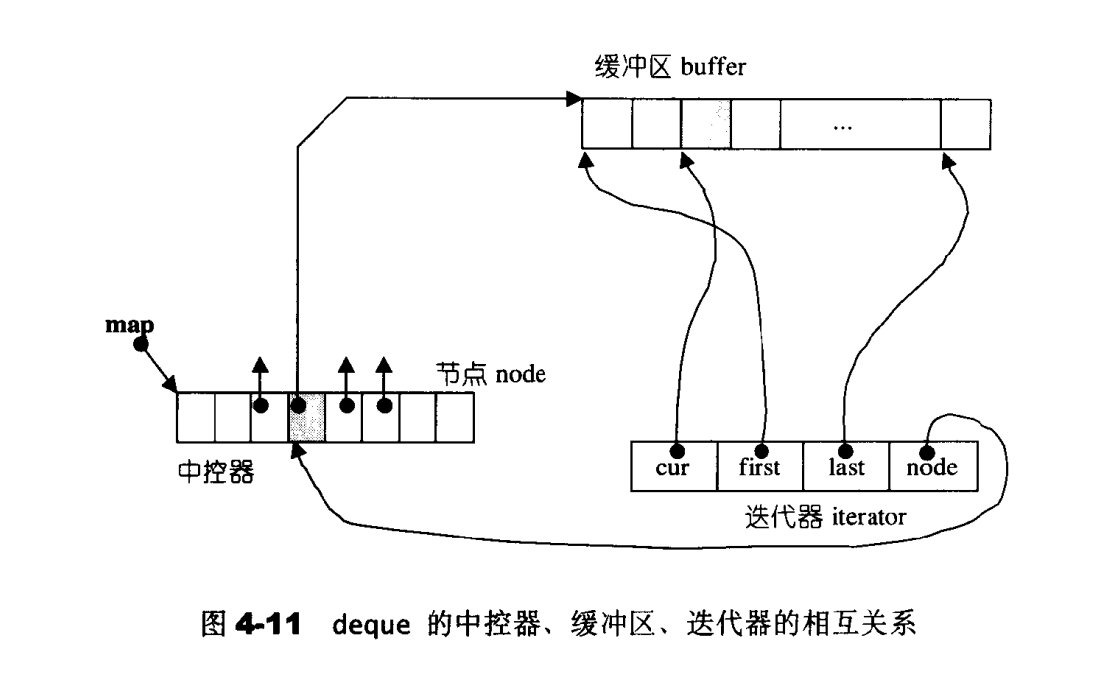 缓冲区 buffer
...
map
节点 node
中控器
cur first last node
迭代器 iterator
图 4-11 deque 的中控器、缓冲区、迭代器的相互关系